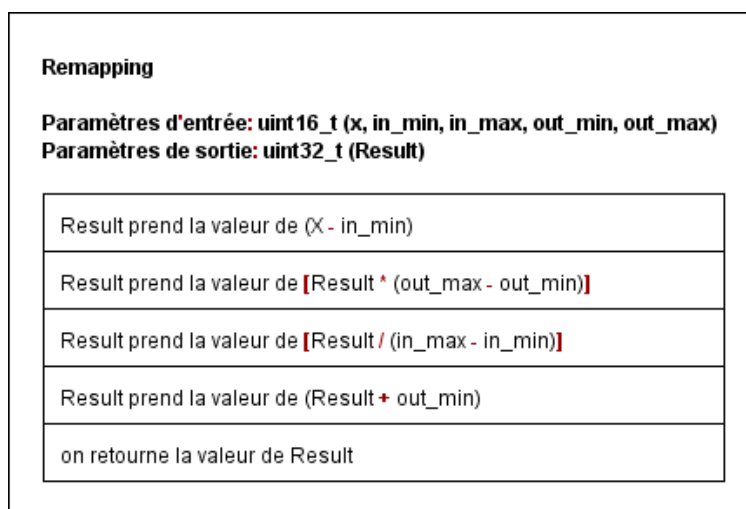 Remapping
Paramètres d'entrée: uint16_t (x, in_min, in_max, out_min, out_max)
Paramètres de sortie: uint32_t (Result)
Result prend la valeur de (X - in_min)
Result prend la valeur de [Result * (out_max - out_min)]
Result prend la valeur de [Result / (in_max - in_min)]
Result prend la valeur de (Result + out_min)
on retourne la valeur de Result